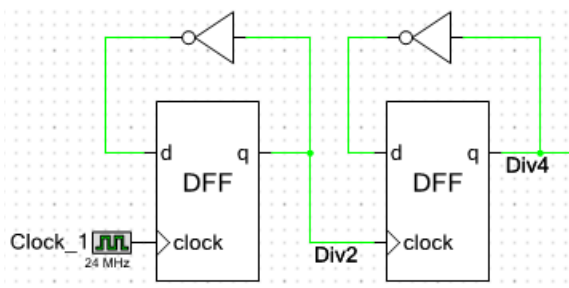 d q
DFF
clock
Clock_1
24 MHz
Div2
d q
DFF
clock
Div4